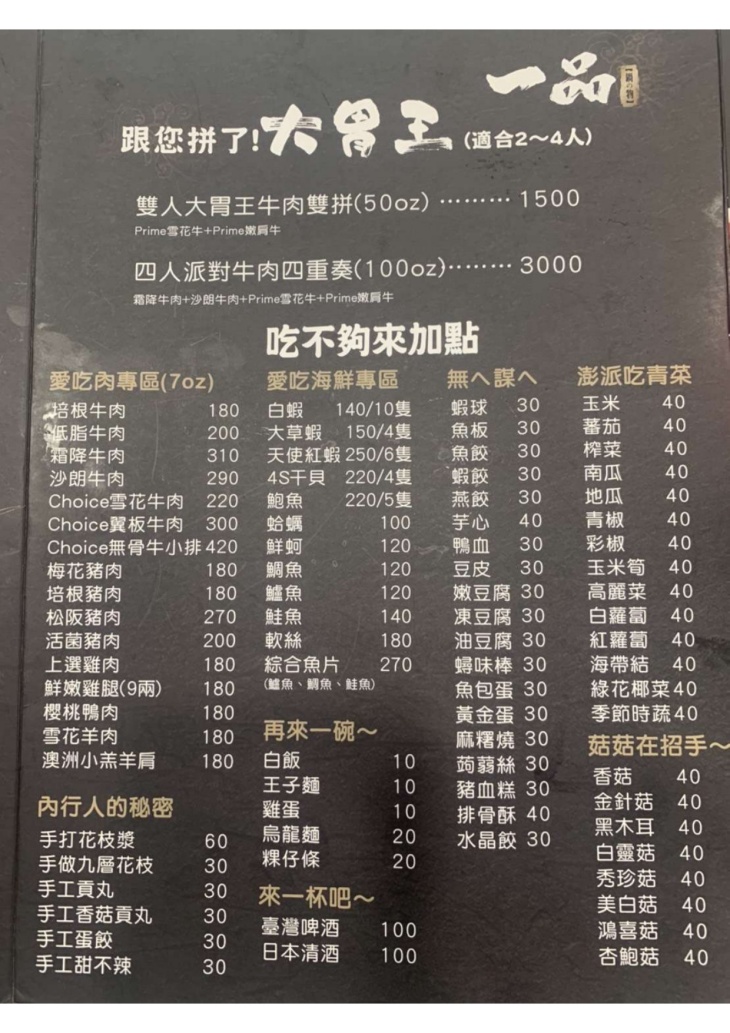 一品
跟您拼了!大胃王(適合2～4人)
雙人大胃王牛肉雙拼(50oz) ⋯⋯⋯ 1500
Prime雪花牛+Prime嫩肩牛
四人派對牛肉四重奏(100oz)⋯⋯⋯ 3000
霜降牛肉+沙朗牛肉+Prime雪花牛+Prime嫩肩牛
吃不夠來加點
愛吃肉專區(7oz)
培根牛肉 180
低脂牛肉 200
霜降牛肉 310
沙朗牛肉 290
Choice雪花牛肉 220
Choice翼板牛肉 300
Choice無骨牛小排 420
梅花豬肉 180
培根豬肉 180
松阪豬肉 270
活菌豬肉 200
上選雞肉 180
鮮嫩雞腿(9兩) 180
櫻桃鴨肉 180
雪花羊肉 180
澳洲小羔羊肩 180
內行人的秘密
手打花枝漿 60
手做九層花枝 30
手工貢丸 30
手工香菇貢丸 30
手工蛋餃 30
手工甜不辣 30
愛吃海鮮專區
白蝦 140/10隻
大草蝦 150/4隻
天使紅蝦 250/6隻
4S干貝 220/4隻
鮑魚 220/5隻
蛤蠣 100
鮮蚵 120
鯛魚 120
鱸魚 120
鮭魚 140
軟絲 180
綜合魚片 270
(鱸魚、鯛魚、鮭魚)
再來一碗～
白飯 10
王子麵 10
雞蛋 10
烏龍麵 20
粿仔條 20
來一杯吧～
臺灣啤酒 100
日本清酒 100
無ㄟ謀ㄟ
蝦球 30
魚板 30
魚餃 30
蝦餃 30
燕餃 30
芋心 40
鴨血 30
豆皮 30
嫩豆腐 30
凍豆腐 30
油豆腐 30
蟳味棒 30
魚包蛋 30
黃金蛋 30
麻糬燒 30
蒟蒻絲 30
豬血糕 30
排骨酥 40
水晶餃 30
澎派吃青菜
玉米 40
蕃茄 40
榨菜 40
南瓜 40
地瓜 40
青椒 40
彩椒 40
玉米筍 40
高麗菜 40
白蘿蔔 40
紅蘿蔔 40
海帶結 40
綠花椰菜 40
季節時蔬 40
菇菇在招手～
香菇 40
金針菇 40
黑木耳 40
白靈菇 40
秀珍菇 40
美白菇 40
鴻喜菇 40
杏鮑菇 40